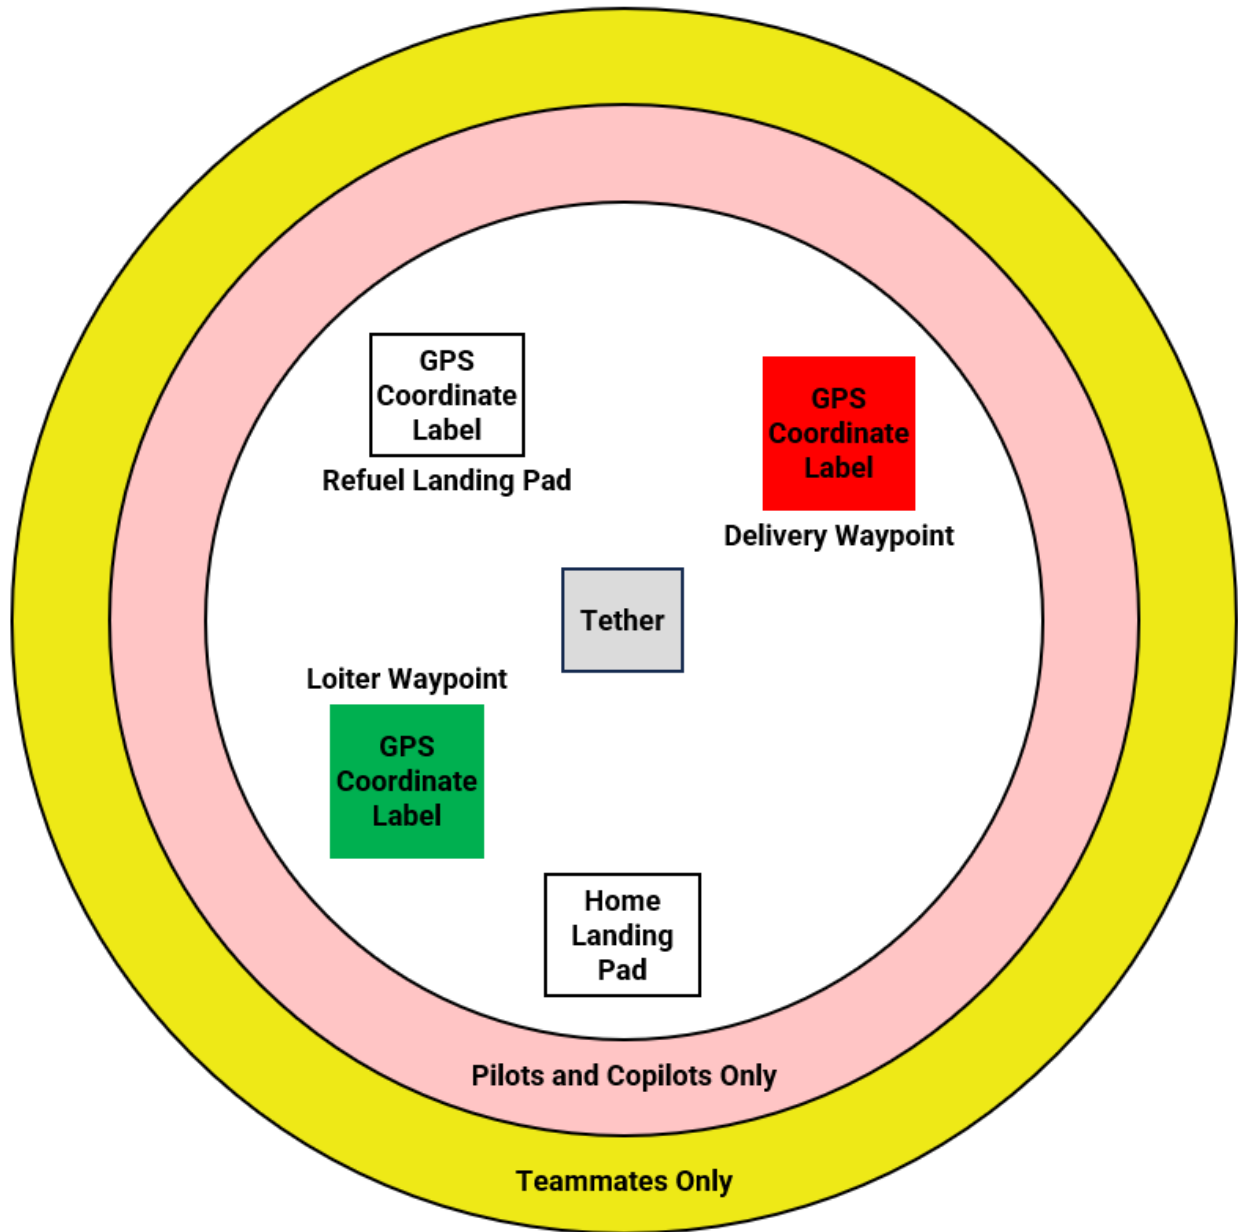 GPS
Coordinate
Label
Refuel Landing Pad
GPS
Coordinate
Label
Delivery Waypoint
Tether
Loiter Waypoint
GPS
Coordinate
Label
Home
Landing
Pad
Pilots and Copilots Only
Teammates Only